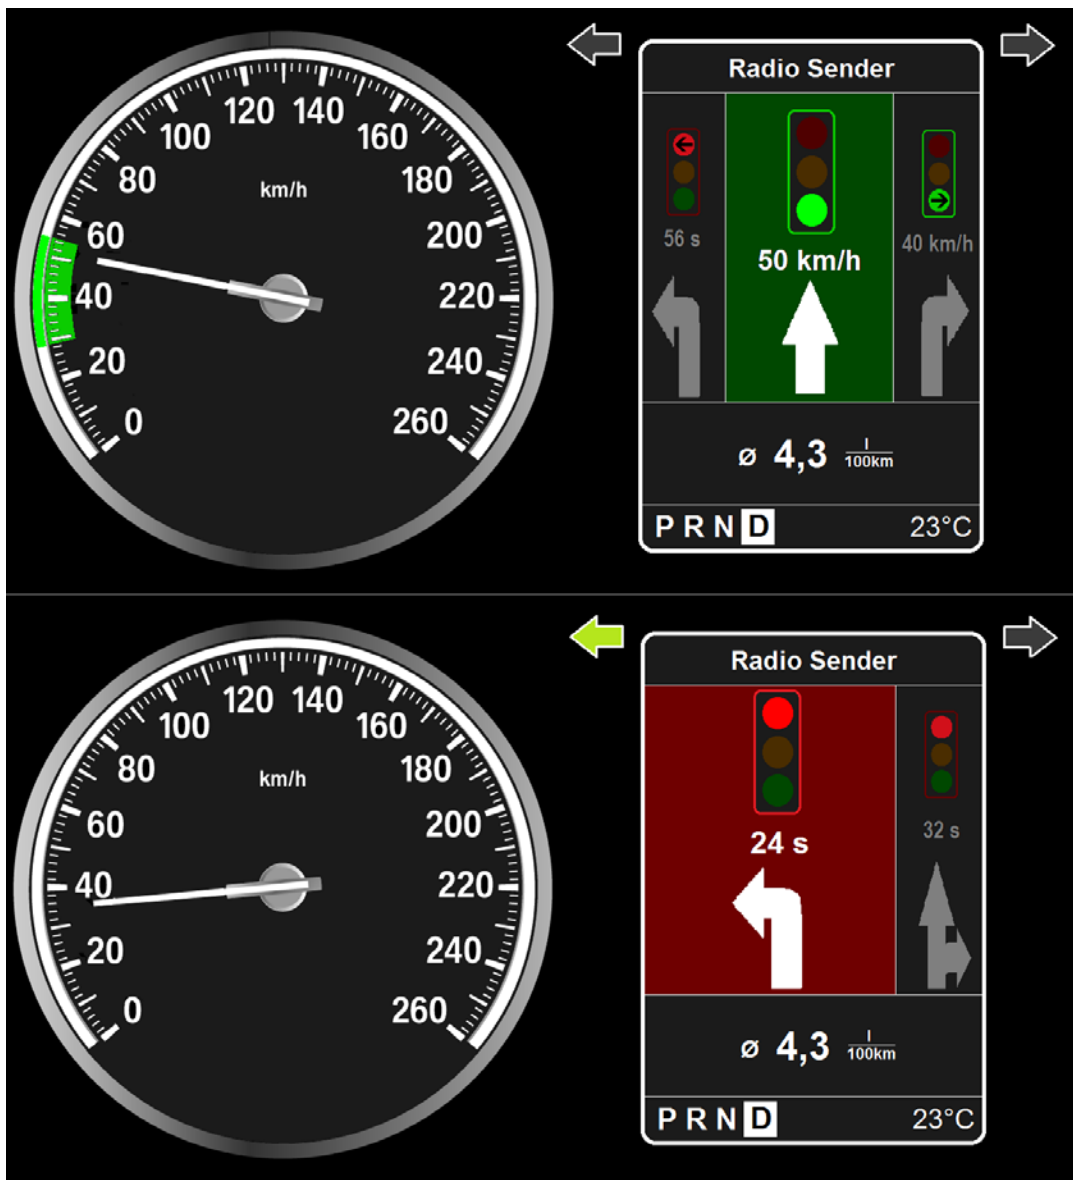 120 140
100 160
80 180
60 200
40 220
20 240
0 260
km/h
Radio Sender
56 s
50 km/h
40 km/h
ø 4,3 l/100km
P R N D 23°C
120 140
100 160
80 180
60 200
40 220
20 240
0 260
km/h
Radio Sender
24 s
32 s
ø 4,3 l/100km
P R N D 23°C